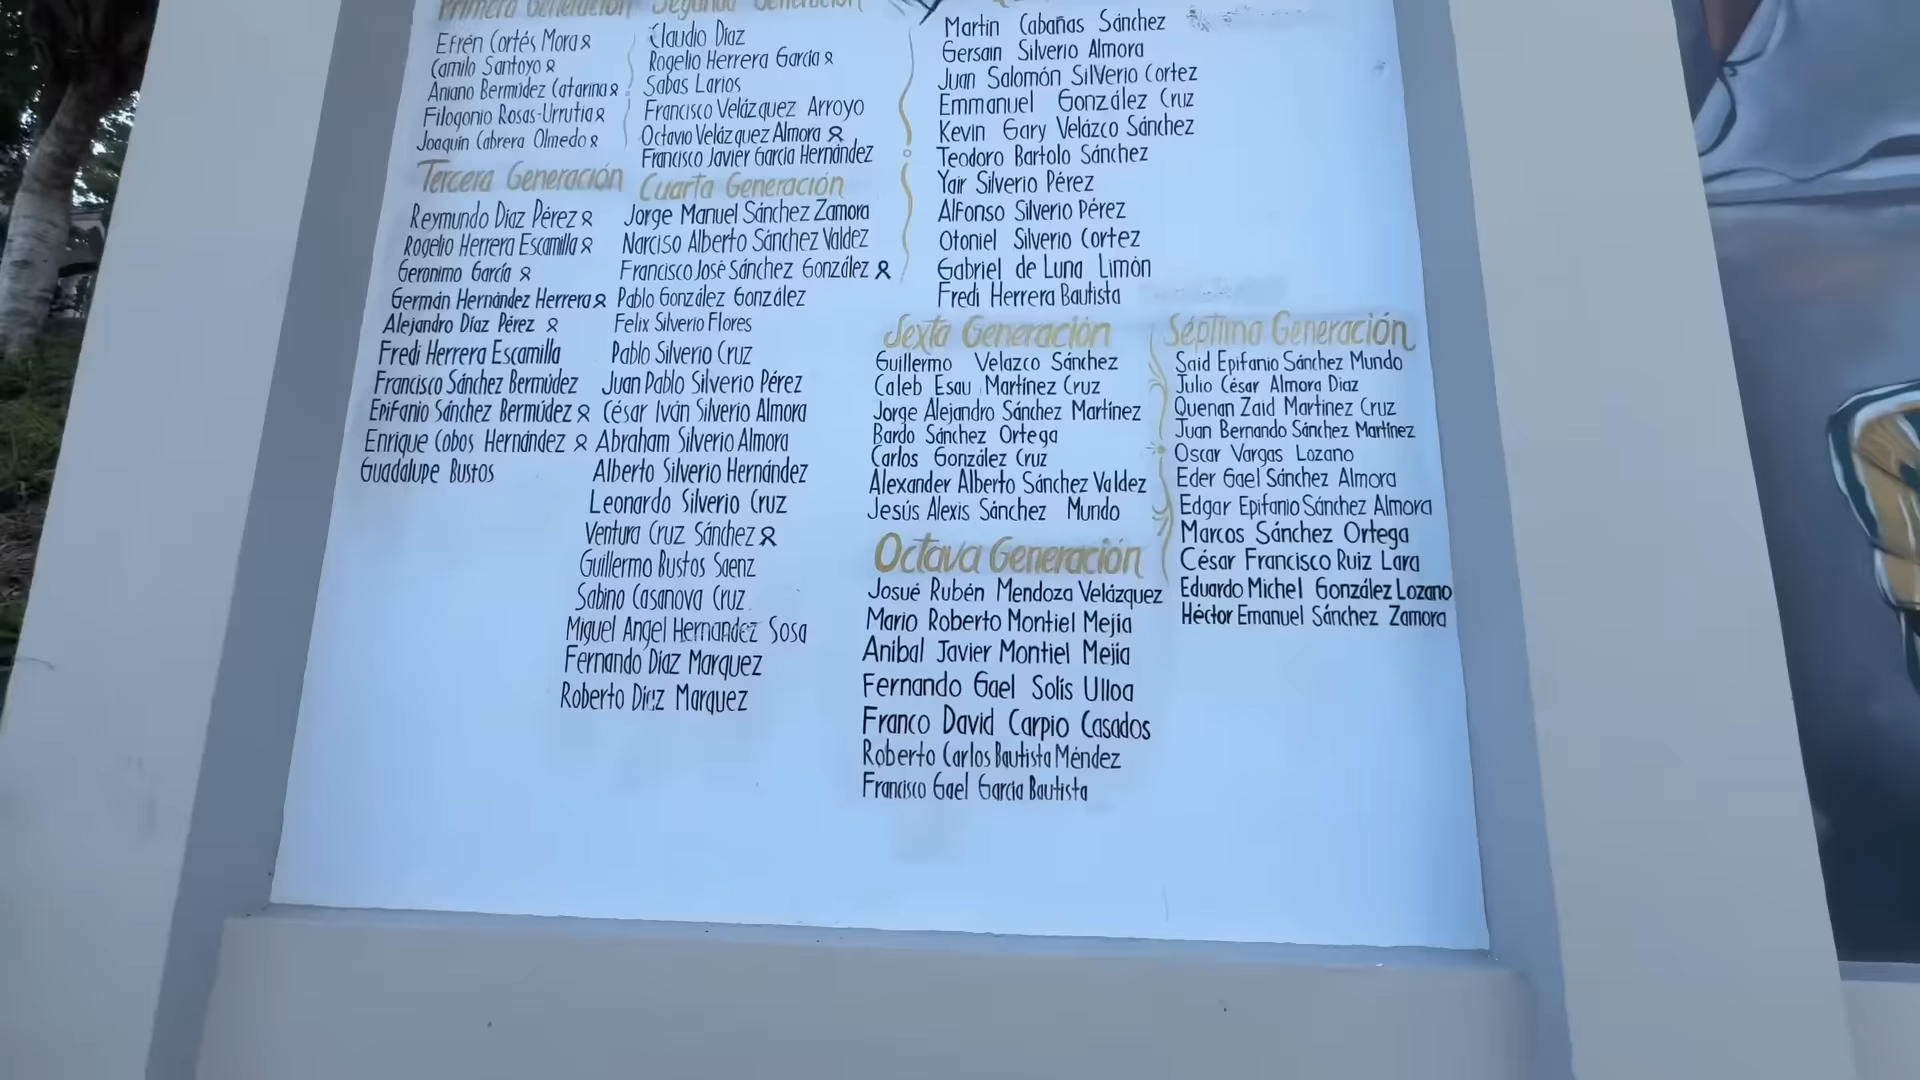 Primera Generación
Efrén Cortés Mora
Camilo Santoyo
Aniano Bermúdez Catarina
Filogonio Rosas-Urrutia
Joaquín Cabrera Olmedo
Segunda Generación
Claudio Diaz
Rogelio Herrera García
Sabas Larios
Francisco Velázquez Arroyo
Octavio Velázquez Almora
Francisco Javier García Hernández
Tercera Generación
Reymundo Díaz Pérez
Rogelio Herrera Escamilla
Geronimo García
Germán Hernández Herrera
Alejandro Díaz Pérez
Fredi Herrera Escamilla
Francisco Sánchez Bermúdez
Epifanio Sánchez Bermúdez
Enrique Cobos Hernández
Guadalupe Bustos
Cuarta Generación
Jorge Manuel Sánchez Zamora
Narciso Alberto Sánchez Valdez
Francisco José Sánchez González
Pablo González González
Felix Silverio Flores
Pablo Silverio Cruz
Juan Pablo Silverio Pérez
César Iván Silverio Almora
Abraham Silverio Almora
Alberto Silverio Hernández
Leonardo Silverio Cruz
Ventura Cruz Sánchez
Guillermo Bustos Saenz
Sabino Casanova Cruz
Miguel Angel Hernandez Sosa
Fernando Diaz Marquez
Roberto Diaz Marquez
Martin Cabañas Sánchez
Gersain Silverio Almora
Juan Salomón Silverio Cortez
Emmanuel González Cruz
Kevin Gary Velázco Sánchez
Teodoro Bartolo Sánchez
Yair Silverio Pérez
Alfonso Silverio Pérez
Otoniel Silverio Cortez
Gabriel de Luna Limón
Fredi Herrera Bautista
Sexta Generación
Guillermo Velazco Sánchez
Caleb Esau Martínez Cruz
Jorge Alejandro Sánchez Martínez
Bardo Sánchez Ortega
Carlos González Cruz
Alexander Alberto Sánchez Valdez
Jesús Alexis Sánchez Mundo
Séptima Generación
Said Epifanio Sánchez Mundo
Julio César Almora Diaz
Quenan Zaid Martinez Cruz
Juan Bernando Sánchez Martínez
Oscar Vargas Lozano
Eder Gael Sánchez Almora
Edgar Epifanio Sánchez Almora
Marcos Sánchez Ortega
César Francisco Ruiz Lara
Eduardo Michel González Lozano
Héctor Emanuel Sánchez Zamora
Octava Generación
Josué Rubén Mendoza Velázquez
Mario Roberto Montiel Mejía
Aníbal Javier Montiel Mejía
Fernando Gael Solís Ulloa
Franco David Carpio Casados
Roberto Carlos Bautista Méndez
Francisco Gael García Bautista